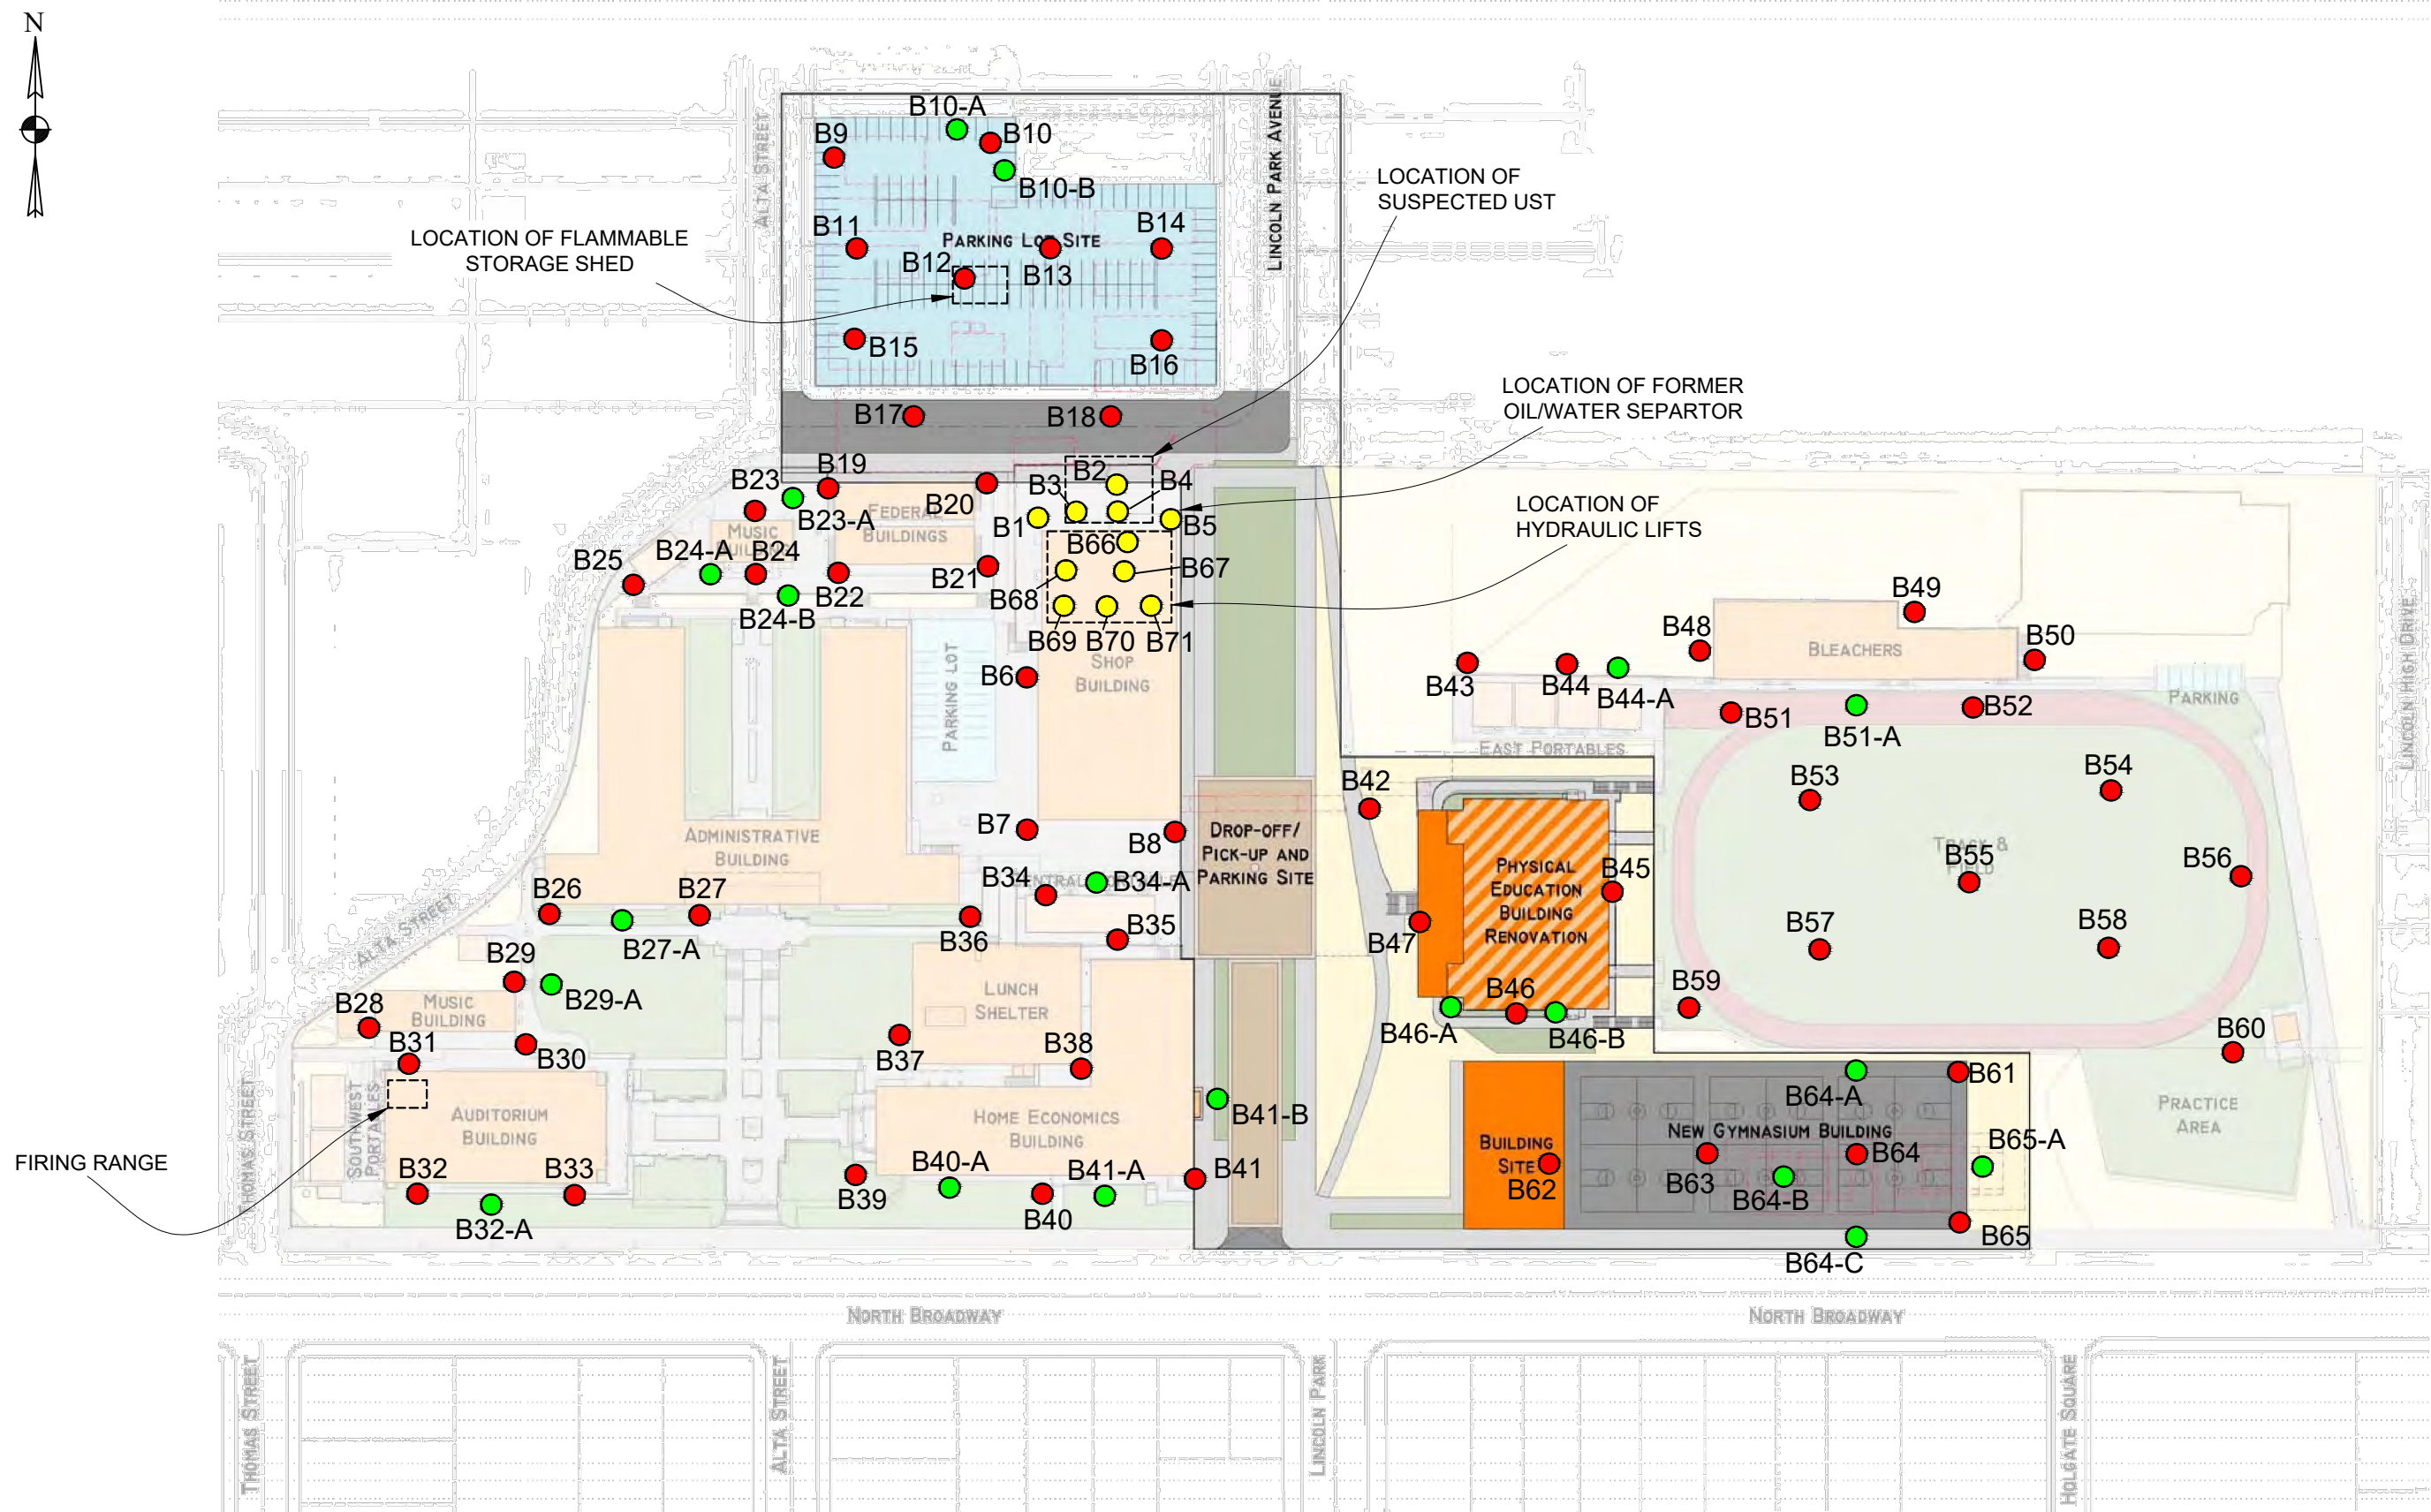 N
B10-A
B9
B10
B10-B
ALTA STREET
LINCOLN PARK AVENUE
LOCATION OF
SUSPECTED UST
LOCATION OF FLAMMABLE
STORAGE SHED
B11
PARKING LOT SITE
B14
B12
B13
B15
B16
B17
B18
LOCATION OF FORMER
OIL/WATER SEPARTOR
B19
B23
B23-A
B20
B2
B3
B4
B1
B5
FEDERAL
BUILDINGS
MUSIC
BUILDING
LOCATION OF
HYDRAULIC LIFTS
B25
B24-A
B24
B24-B
B22
B21
B66
B67
B68
B69
B70
B71
SHOP
BUILDING
B6
PARKING LOT
B43
B44
B44-A
B48
B49
B50
BLEACHERS
PARKING
LINCOLN HIGH DRIVE
B51
B51-A
B52
EAST PORTABLES
B42
B53
B54
ADMINISTRATIVE
BUILDING
B7
B8
DROP-OFF/
PICK-UP AND
PARKING SITE
PHYSICAL
EDUCATION
BUILDING
RENOVATION
B45
B47
TRACK &
FIELD
B55
B56
B57
B58
B34
B34-A
B35
B36
B26
B27
B27-A
ALTA STREET
B29
B29-A
B28
MUSIC
BUILDING
B31
B30
LUNCH
SHELTER
B37
B38
B46
B46-A
B46-B
B59
B60
B61
B64-A
B41-B
SOUTHWEST
PORTABLES
THOMAS STREET
AUDITORIUM
BUILDING
HOME ECONOMICS
BUILDING
BUILDING
SITE
NEW GYMNASIUM BUILDING
PRACTICE
AREA
FIRING RANGE
B32
B33
B32-A
B39
B40-A
B40
B41-A
B41
B62
B63
B64
B64-B
B65-A
B65
B64-C
NORTH BROADWAY
NORTH BROADWAY
THOMAS STREET
ALTA STREET
LINCOLN PARK
HOLGATE SQUARE